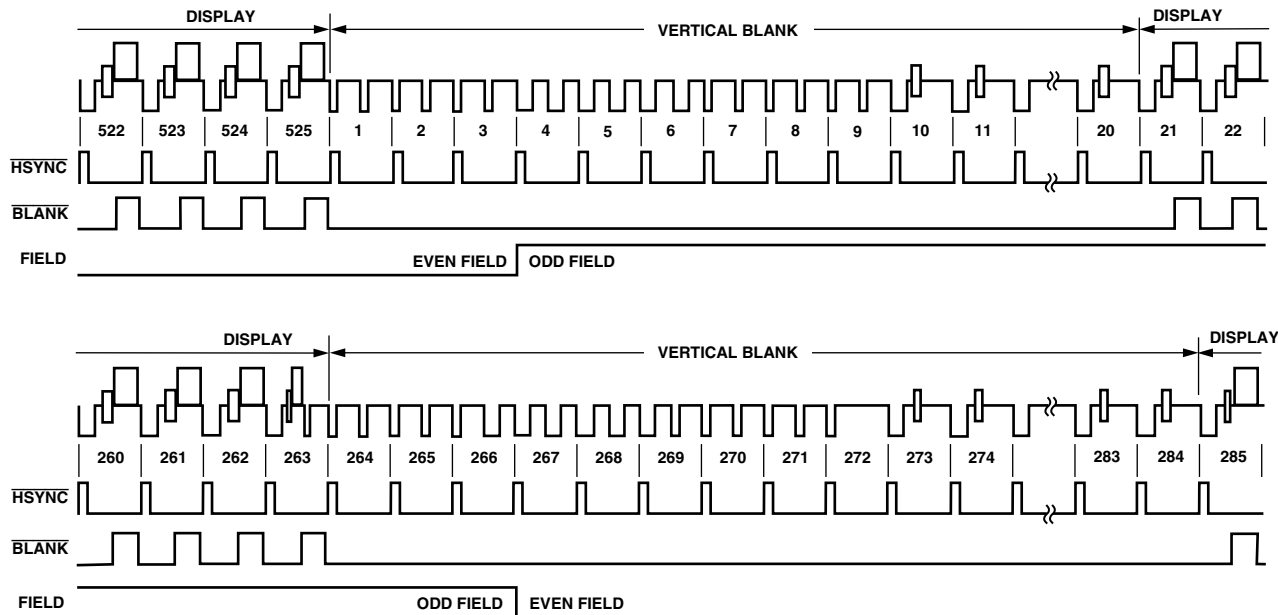 DISPLAY VERTICAL BLANK DISPLAY
522 523 524 525 1 2 3 4 5 6 7 8 9 10 11 20 21 22
HSYNC
BLANK
FIELD EVEN FIELD ODD FIELD
DISPLAY VERTICAL BLANK DISPLAY
260 261 262 263 264 265 266 267 268 269 270 271 272 273 274 283 284 285
HSYNC
BLANK
FIELD ODD FIELD EVEN FIELD